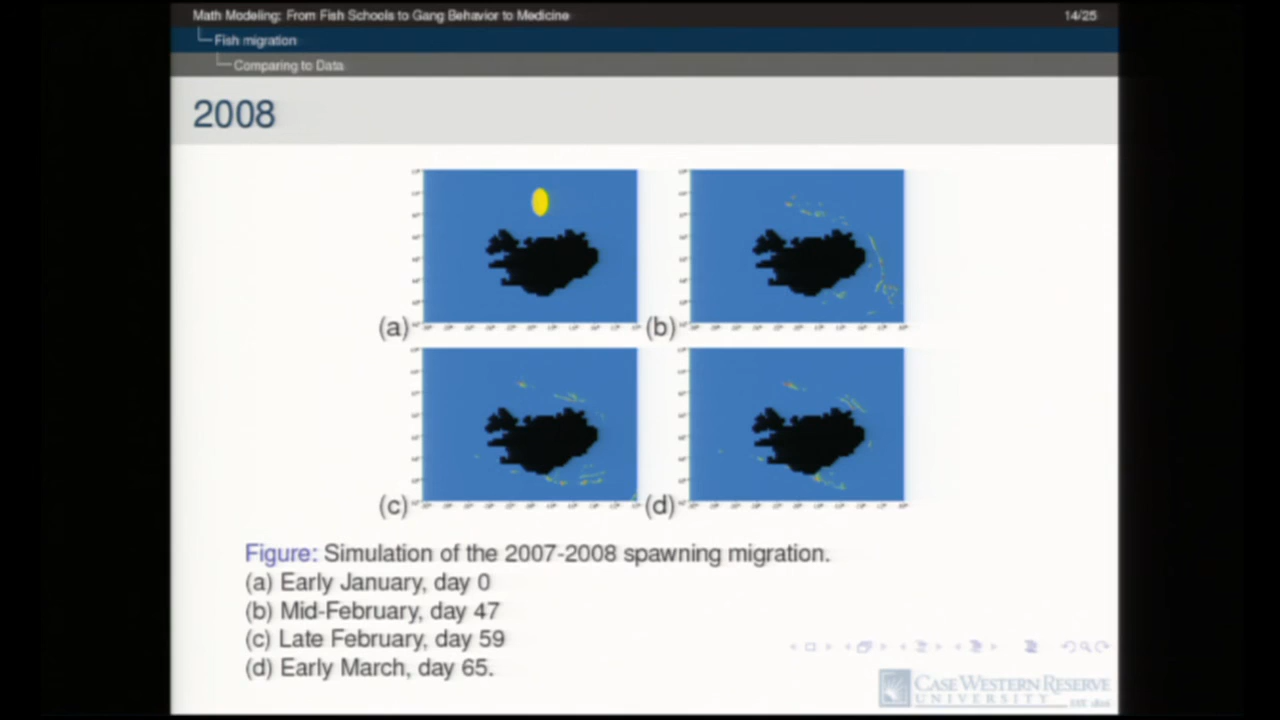 Math Modeling: From Fish Schools to Gang Behavior to Medicine 14/25
Fish migration
Comparing to Data
2008
(a) (b)
(c) (d)
Figure: Simulation of the 2007-2008 spawning migration.
(a) Early January, day 0
(b) Mid-February, day 47
(c) Late February, day 59
(d) Early March, day 65.
CASE WESTERN RESERVE
UNIVERSITY